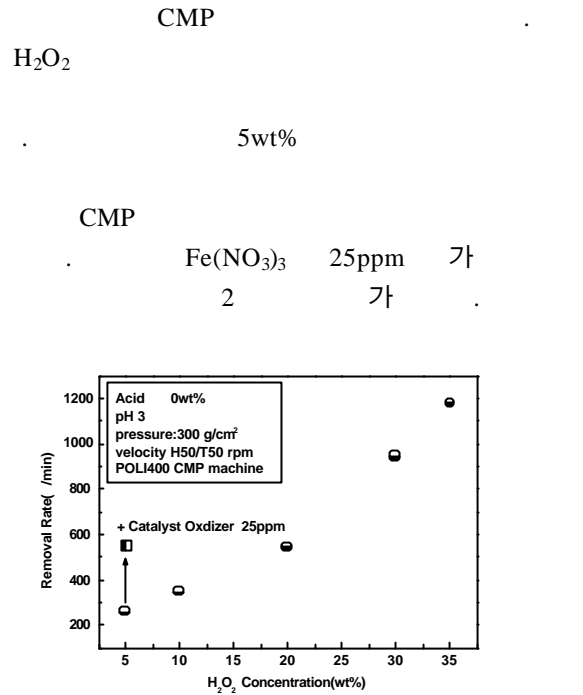 CMP .
H₂O₂
. 5wt%
CMP
. Fe(NO₃)₃ 25ppm 가
2 가 .
1200
1000
800
600
400
200
Removal Rate( /min)
Acid 0wt%
pH 3
pressure:300 g/cm²
velocity H50/T50 rpm
POLI400 CMP machine
+ Catalyst Oxdizer 25ppm
5 10 15 20 25 30 35
H₂O₂ Concentration(wt%)